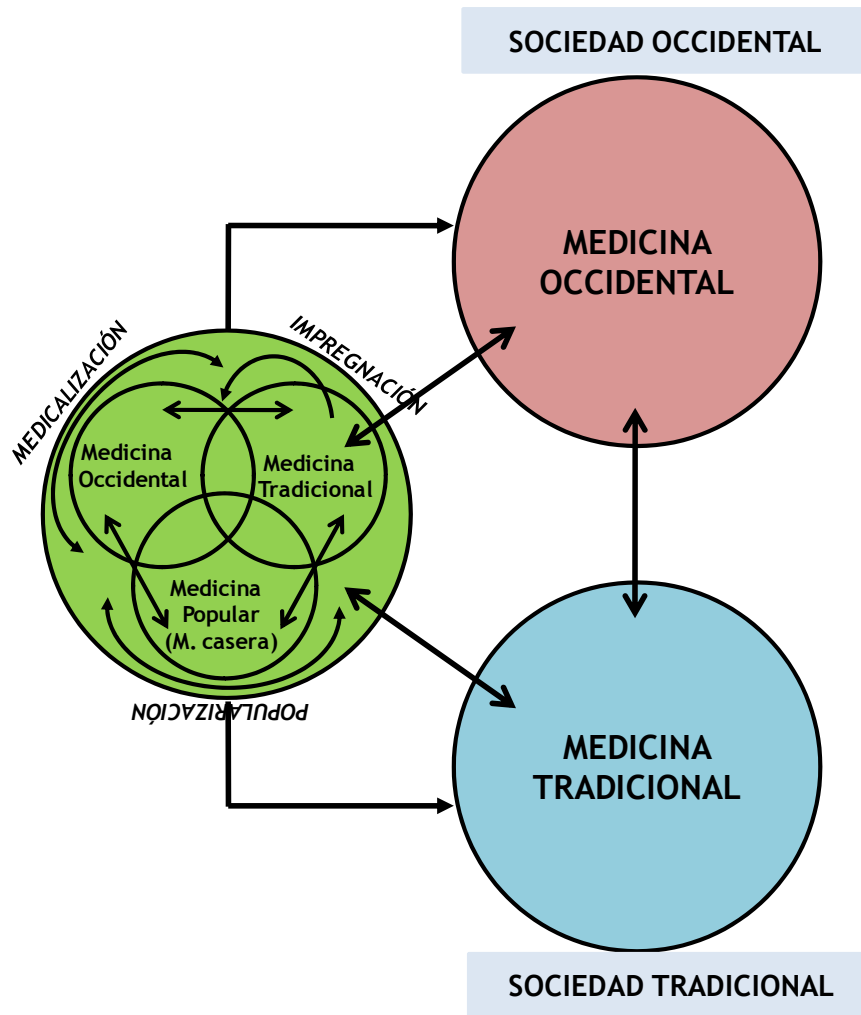 SOCIEDAD OCCIDENTAL
MEDICINA
OCCIDENTAL
MEDICALIZACIÓN
IMPREGNACIÓN
Medicina
Occidental
Medicina
Tradicional
Medicina
Popular
(M. casera)
POPULARIZACIÓN
MEDICINA
TRADICIONAL
SOCIEDAD TRADICIONAL